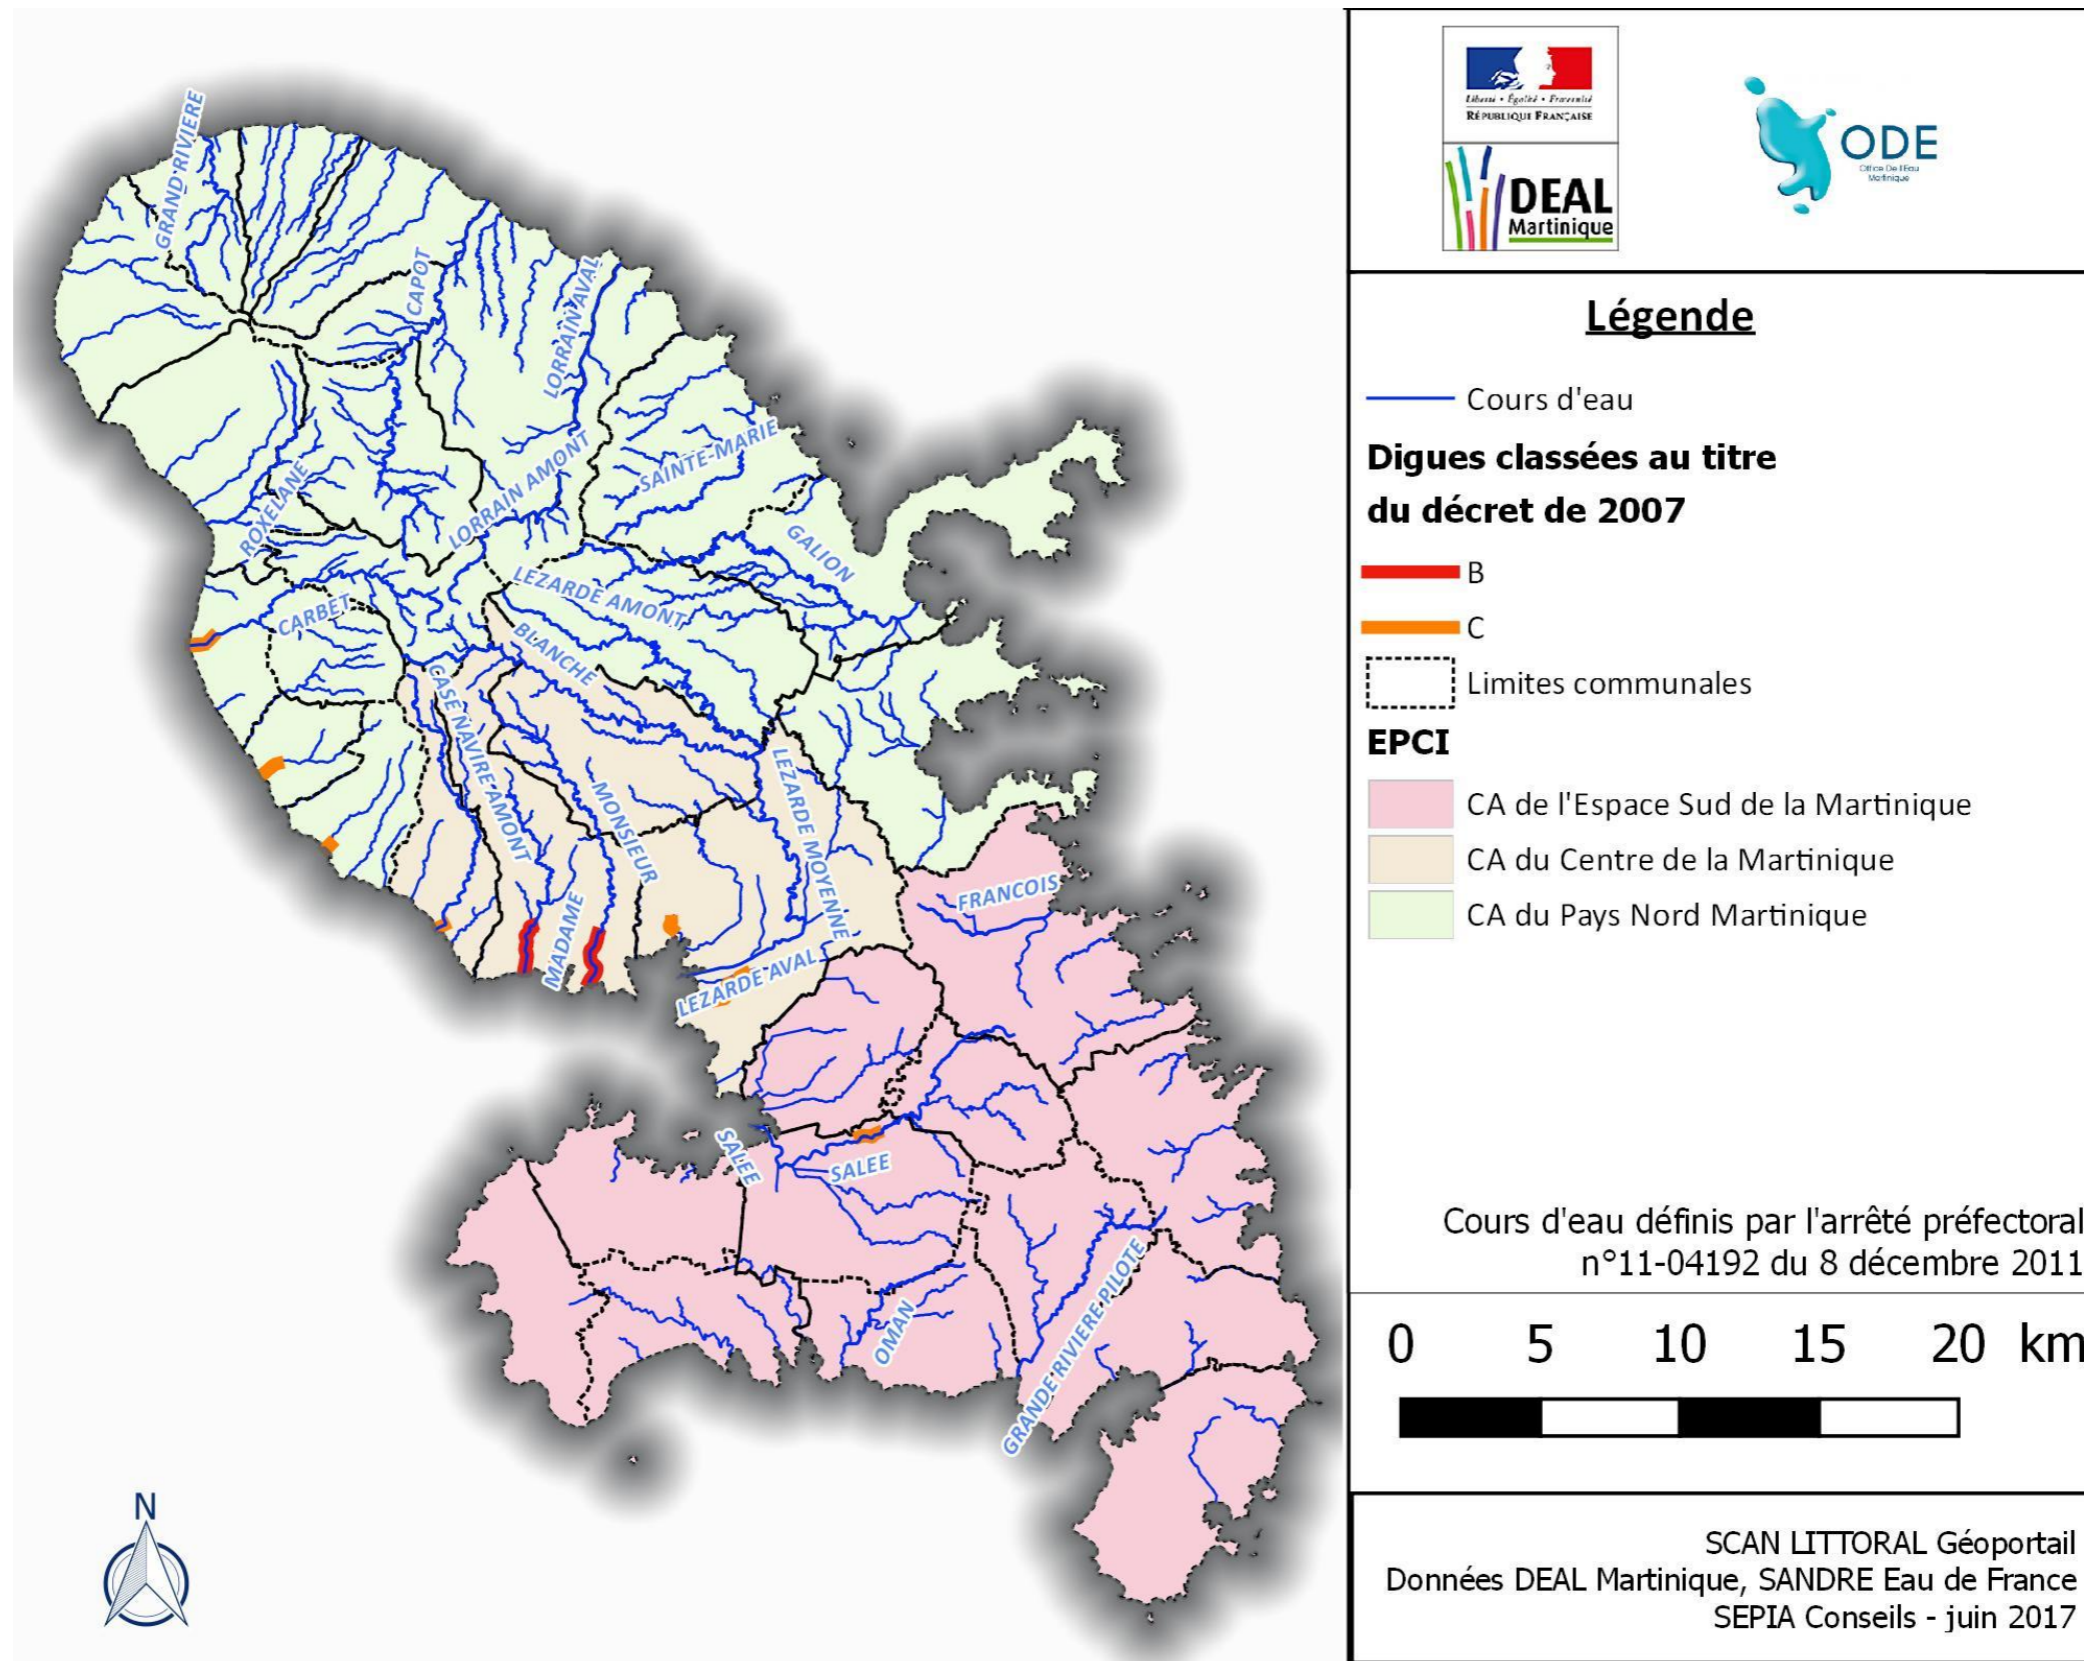 GRAND RIVIERE
CAPOT
LORRAIN AVAL
SAINTE-MARIE
LORRAIN AMONT
ROXELANE
GALION
LEZARDE AMONT
CARBET
BLANCHE
CASE NAVIRE AMONT
MONSIEUR
LEZARDE MOYENNE
MADAME
FRANCOIS
LEZARDE AVAL
SALEE
SALEE
OMAN
GRANDE RIVIERE PILOTE
N
Liberté • Égalité • Fraternité
RÉPUBLIQUE FRANÇAISE
DEAL
Martinique
ODE
Office De l'Eau
Martinique
Légende
Cours d'eau
Digues classées au titre
du décret de 2007
B
C
Limites communales
EPCI
CA de l'Espace Sud de la Martinique
CA du Centre de la Martinique
CA du Pays Nord Martinique
Cours d'eau définis par l'arrêté préfectoral
n°11-04192 du 8 décembre 2011
0 5 10 15 20 km
SCAN LITTORAL Géoportail
Données DEAL Martinique, SANDRE Eau de France
SEPIA Conseils - juin 2017